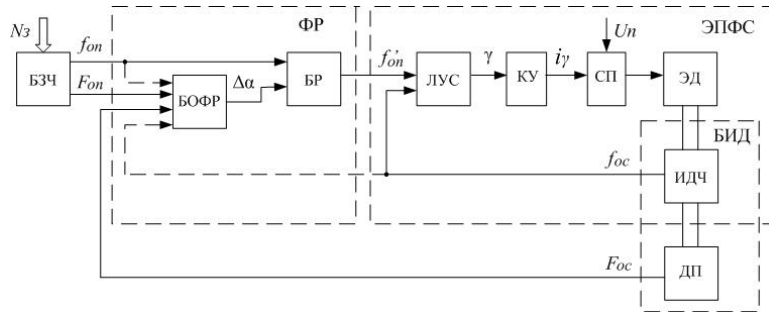 ФР
ЭПФС
Nз
fоп
Fоп
БЗЧ
БОФР
Δα
БР
f'оп
ЛУС
γ
КУ
iγ
СП
Uп
ЭД
БИД
fос
ИДЧ
Fос
ДП